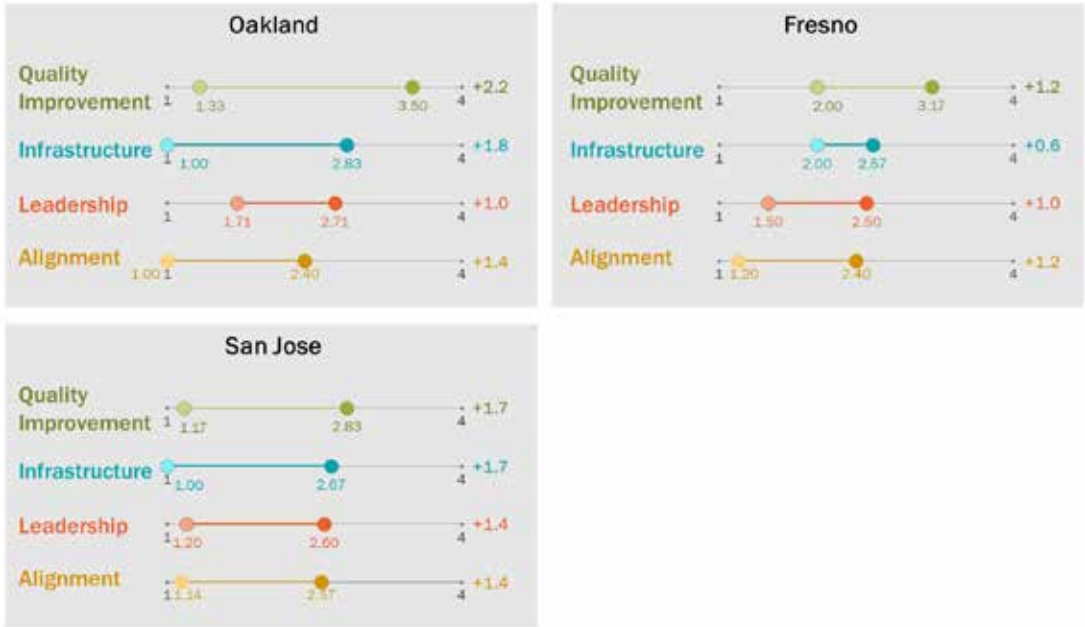 Oakland
Quality
Improvement 1 1.33 3.50 4 +2.2
Infrastructure 1.00 2.83 +1.8
Leadership 1 1.71 2.71 4 +1.0
Alignment 1.00 1 2.40 4 +1.4
Fresno
Quality
Improvement 1 2.00 3.17 4 +1.2
Infrastructure 1 2.00 2.57 4 +0.6
Leadership 1 1.50 2.50 4 +1.0
Alignment 1 1.20 2.40 4 +1.2
San Jose
Quality
Improvement 1 1.17 2.83 4 +1.7
Infrastructure 1 1.00 2.67 4 +1.7
Leadership 1 1.20 2.60 4 +1.4
Alignment 1 1.14 2.57 4 +1.4